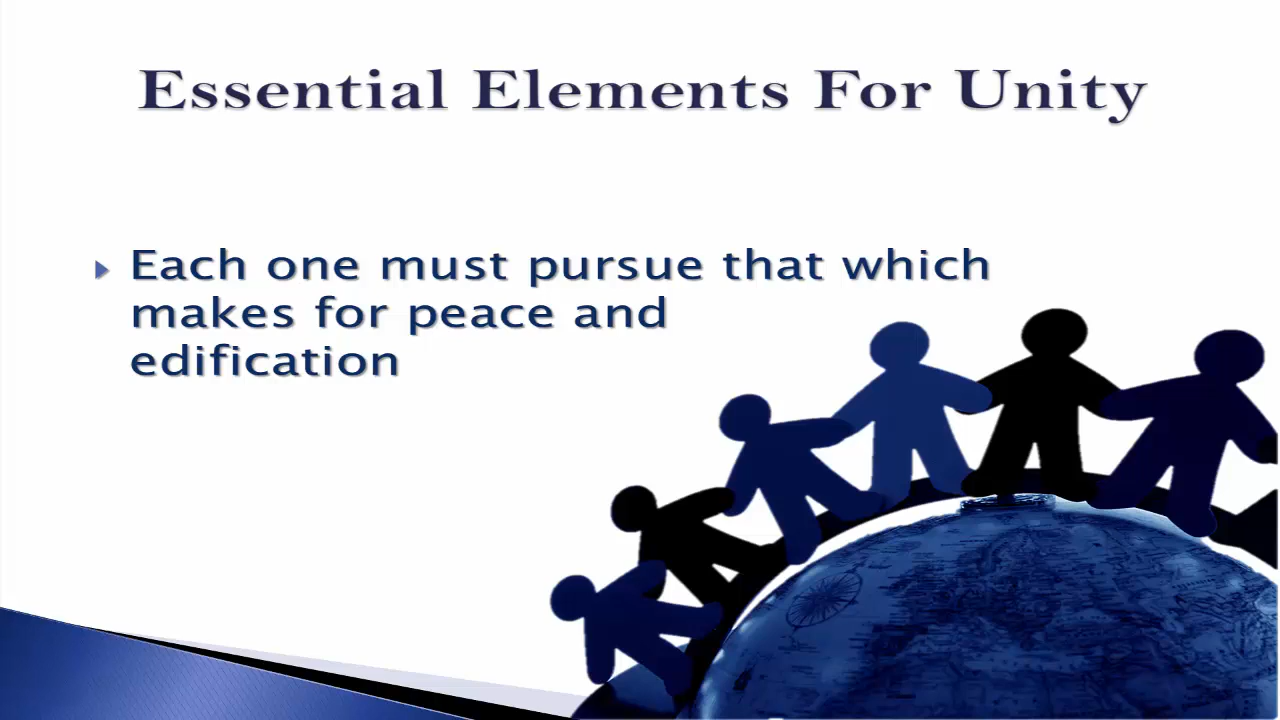 Essential Elements For Unity
Each one must pursue that which
makes for peace and
edification